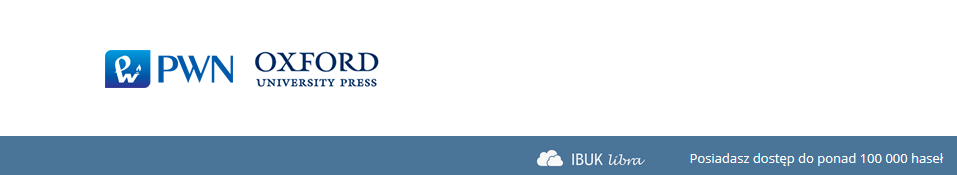 PWN OXFORD
UNIVERSITY PRESS
IBUK libra Posiadasz dostęp do ponad 100 000 haseł